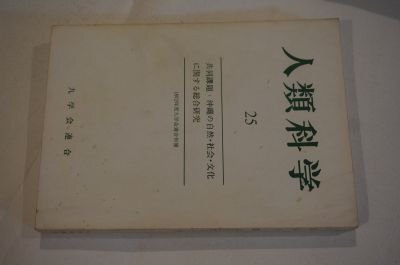 人類科学
25
共同課題・沖縄の自然・社会・文化
に関する総合研究
九学会連合